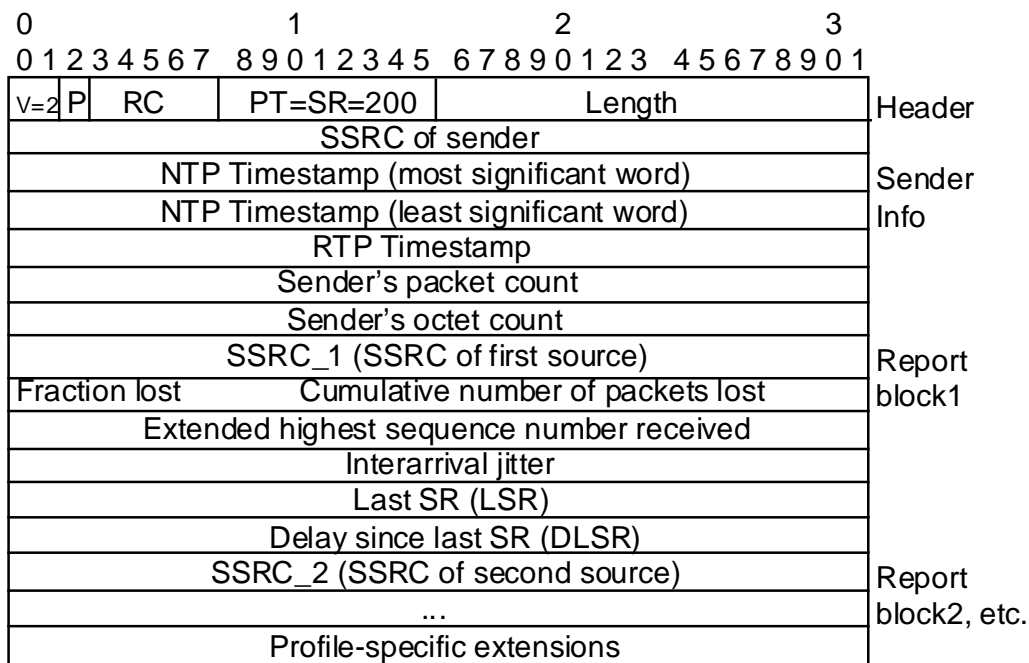 0 1 2 3
0 1 2 3 4 5 6 7 8 9 0 1 2 3 4 5 6 7 8 9 0 1 2 3 4 5 6 7 8 9 0 1
V=2 P RC PT=SR=200 Length Header
SSRC of sender
NTP Timestamp (most significant word) Sender
NTP Timestamp (least significant word) Info
RTP Timestamp
Sender’s packet count
Sender’s octet count
SSRC_1 (SSRC of first source) Report
Fraction lost Cumulative number of packets lost block1
Extended highest sequence number received
Interarrival jitter
Last SR (LSR)
Delay since last SR (DLSR)
SSRC_2 (SSRC of second source) Report
... block2, etc.
Profile-specific extensions